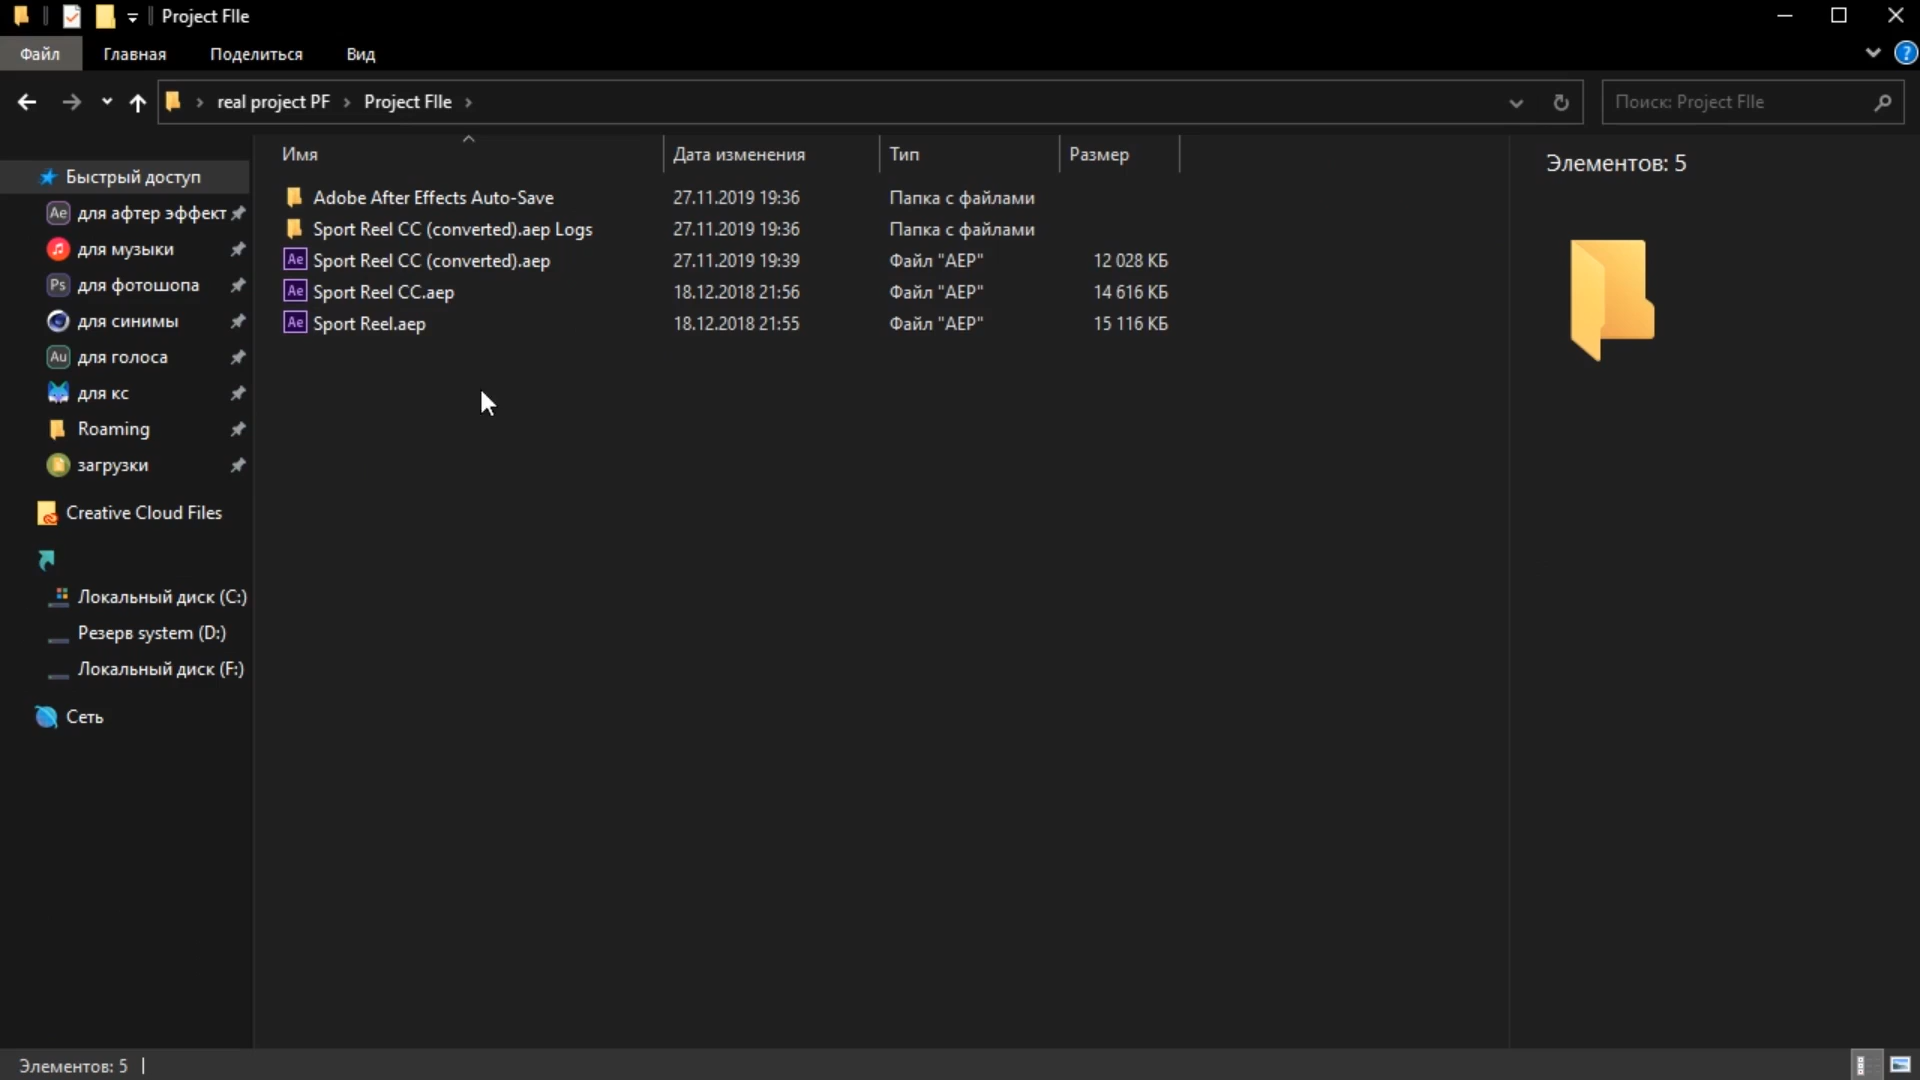 Project FIle
Файл Главная Поделиться Вид
real project PF Project FIle Поиск: Project FIle
Имя Дата изменения Тип Размер
Adobe After Effects Auto-Save 27.11.2019 19:36 Папка с файлами
Sport Reel CC (converted).aep Logs 27.11.2019 19:36 Папка с файлами
Ae Sport Reel CC (converted).aep 27.11.2019 19:39 Файл "AEP" 12 028 КБ
Ae Sport Reel CC.aep 18.12.2018 21:56 Файл "AEP" 14 616 КБ
Ae Sport Reel.aep 18.12.2018 21:55 Файл "AEP" 15 116 КБ
Быстрый доступ
Ae для афтер эффект
для музыки
Ps для фотошопа
для синимы
Au для голоса
для кс
Roaming
загрузки
Creative Cloud Files
Локальный диск (C:)
Резерв system (D:)
Локальный диск (F:)
Сеть
Элементов: 5
Элементов: 5